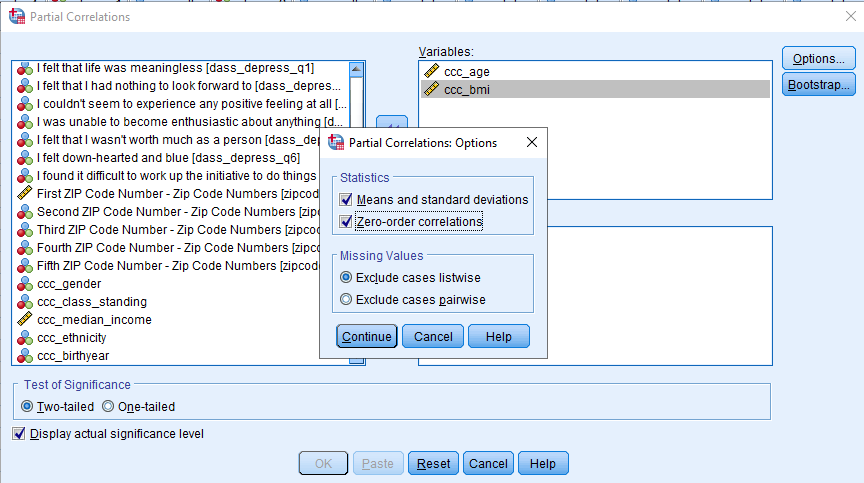 Partial Correlations
Variables:
I felt that life was meaningless [dass_depress_q1]
I felt that I had nothing to look forward to [dass_depres...
I couldn't seem to experience any positive feeling at all [...
I was unable to become enthusiastic about anything [d...
I felt that I wasn't worth much as a person [dass_depre...
I felt down-hearted and blue [dass_depress_q6]
I found it difficult to work up the initiative to do things
First ZIP Code Number - Zip Code Numbers [zipcod
Second ZIP Code Number - Zip Code Numbers [zipco
Third ZIP Code Number - Zip Code Numbers [zipcod
Fourth ZIP Code Number - Zip Code Numbers [zipco
Fifth ZIP Code Number - Zip Code Numbers [zipcod
ccc_gender
ccc_class_standing
ccc_median_income
ccc_ethnicity
ccc_birthyear
ccc_age
ccc_bmi
Options...
Bootstrap...
Partial Correlations: Options
Statistics
Means and standard deviations
Zero-order correlations
Missing Values
Exclude cases listwise
Exclude cases pairwise
Continue
Cancel
Help
Test of Significance
Two-tailed
One-tailed
Display actual significance level
OK
Paste
Reset
Cancel
Help